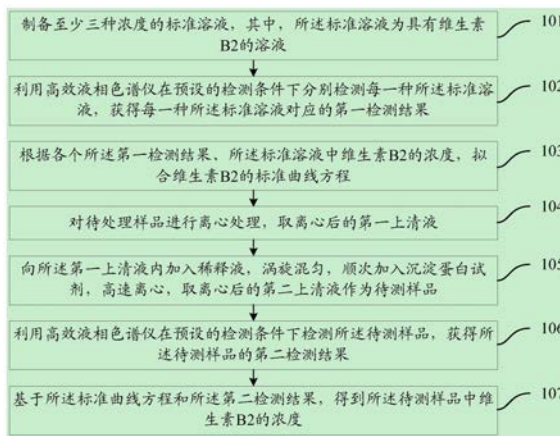 制备至少三种浓度的标准溶液，其中，所述标准溶液为具有维生素
B2的溶液
101
利用高效液相色谱仪在预设的检测条件下分别检测每一种所述标准溶
液，获得每一种所述标准溶液对应的第一检测结果
102
根据各个所述第一检测结果、所述标准溶液中维生素B2的浓度，拟
合维生素B2的标准曲线方程
103
对待处理样品进行离心处理，取离心后的第一上清液
104
向所述第一上清液内加入稀释液，涡旋混匀，顺次加入沉淀蛋白试
剂，高速离心，取离心后的第二上清液作为待测样品
105
利用高效液相色谱仪在预设的检测条件下检测所述待测样品，获得所
述待测样品的第二检测结果
106
基于所述标准曲线方程和所述第二检测结果，得到所述待测样品中维
生素B2的浓度
107